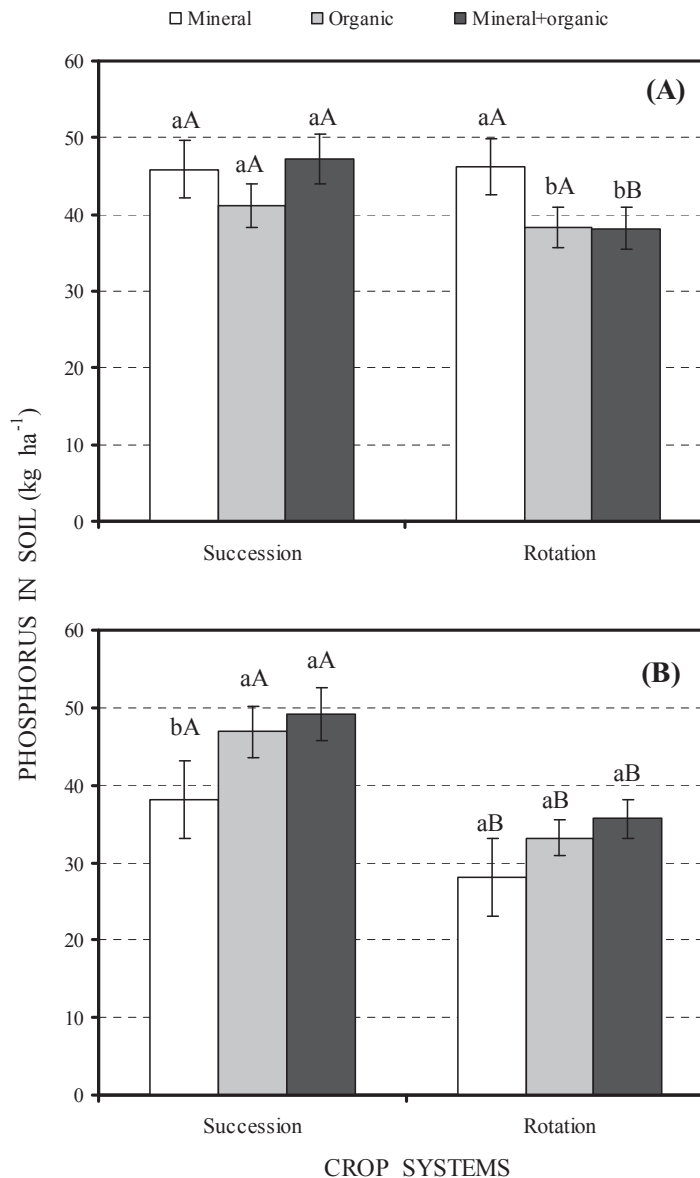 Mineral Organic Mineral+organic
60
50
40
30
20
10
0
(A)
aA aA aA aA bA bB
Succession Rotation
PHOSPHORUS IN SOIL (kg ha-1)
60
50
40
30
20
10
0
(B)
bA aA aA aB aB aB
Succession Rotation
CROP SYSTEMS